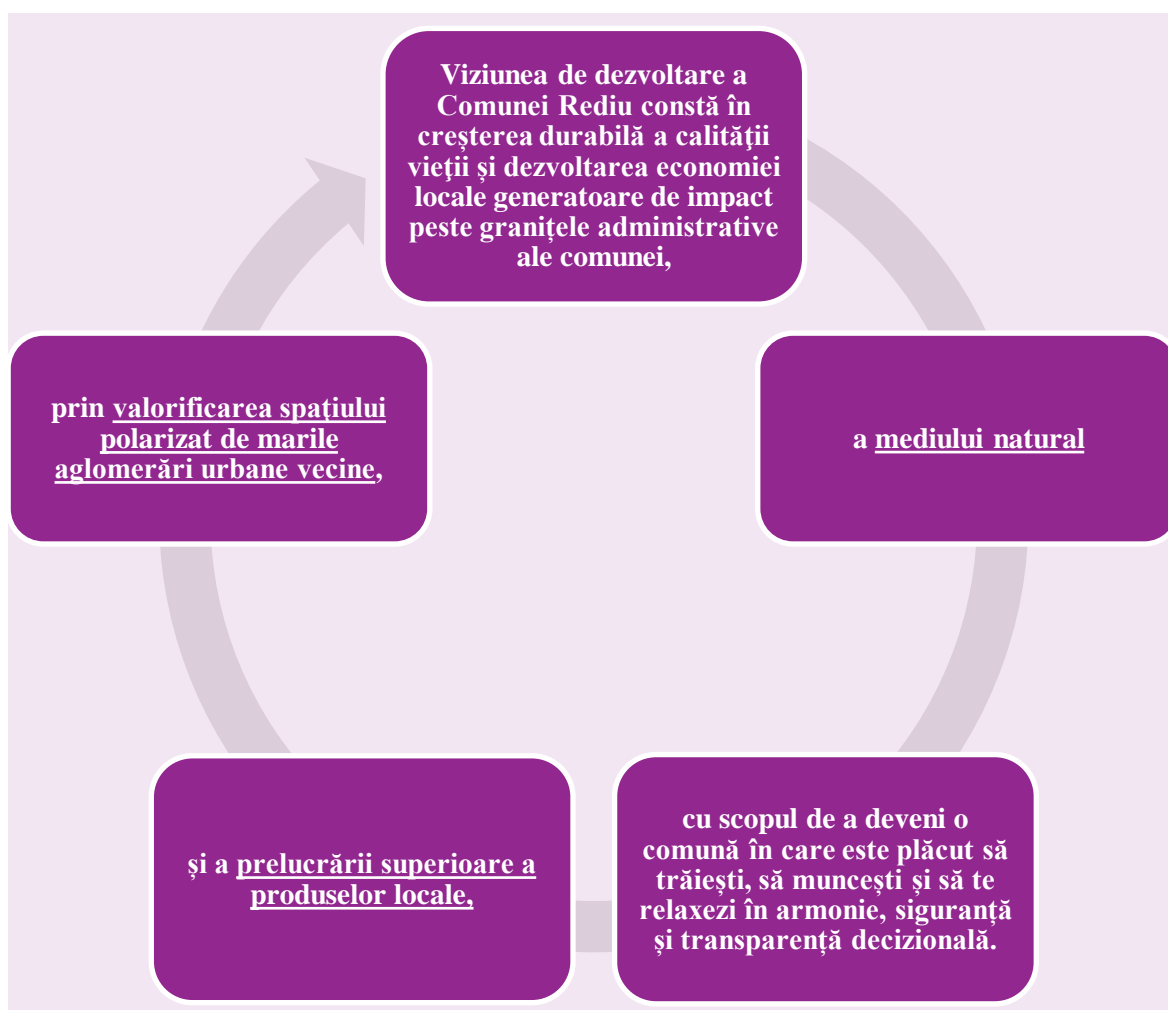 Viziunea de dezvoltare a
Comunei Rediu constă în
creșterea durabilă a calităţii
vieţii și dezvoltarea economiei
locale generatoare de impact
peste granițele administrative
ale comunei,
a mediului natural
cu scopul de a deveni o
comună în care este plăcut să
trăiești, să muncești și să te
relaxezi în armonie, siguranță
și transparență decizională.
și a prelucrării superioare a
produselor locale,
prin valorificarea spațiului
polarizat de marile
aglomerări urbane vecine,